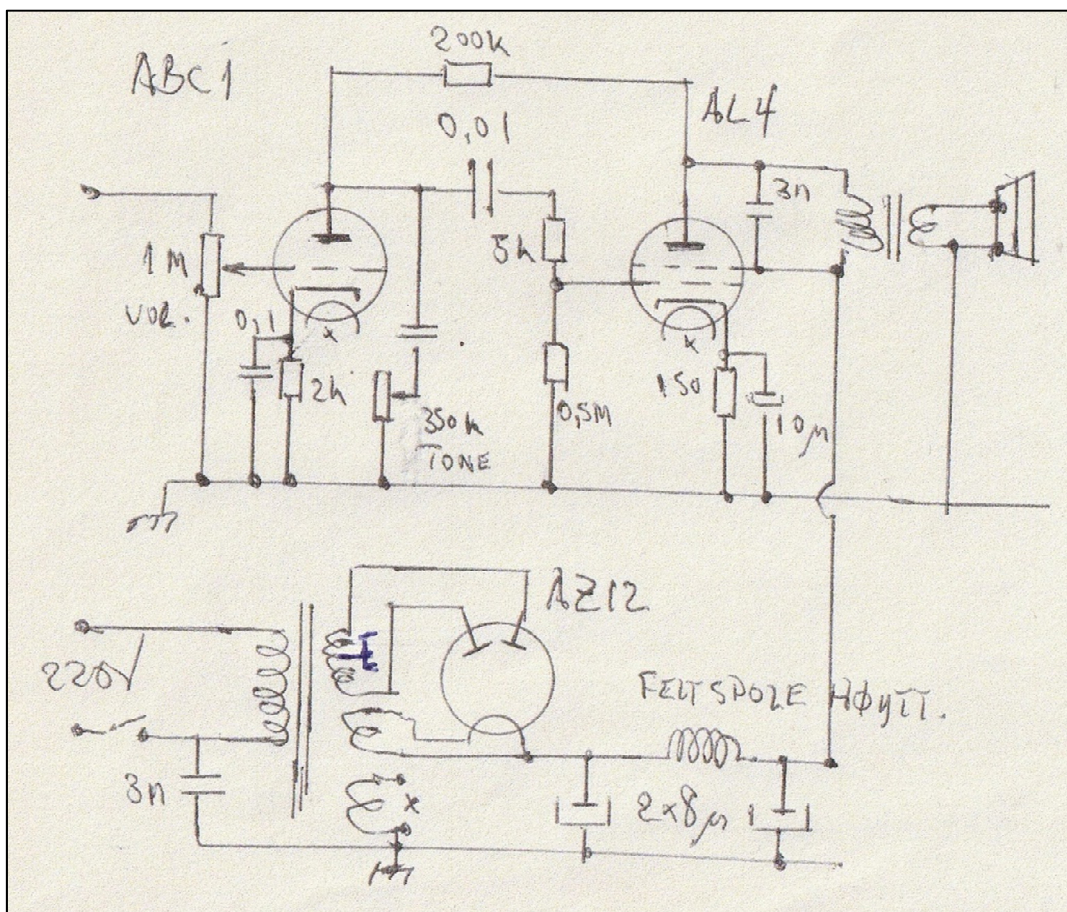 200k
ABC1
0,01
AL4
3n
5k
1M
VOL.
0,1
2k
x
x
150
350k
TONE
0,5M
10µ
AZ12
220V
FELTSPOLE HØYTT.
3n
x
2x8µ